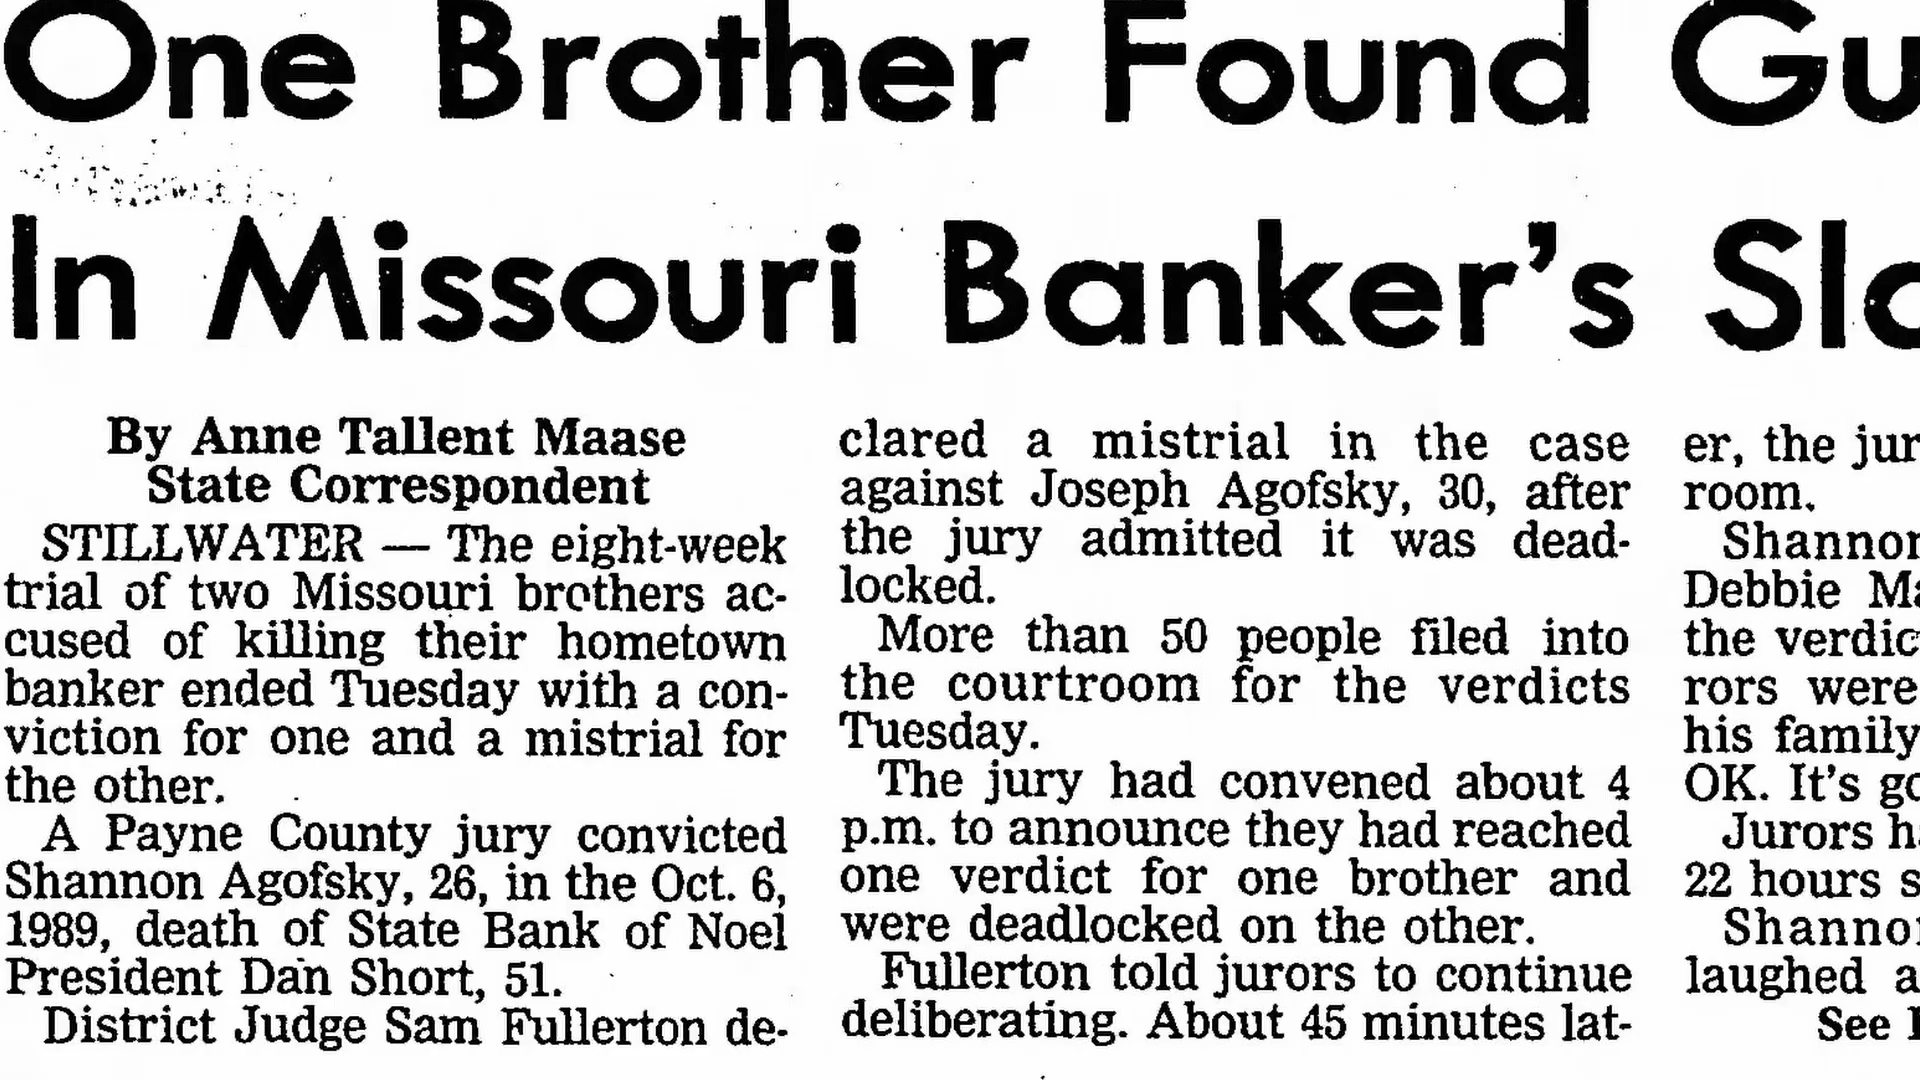 One Brother Found Gu
In Missouri Banker's Sla
By Anne Tallent Maase
State Correspondent
STILLWATER — The eight-week
trial of two Missouri brothers ac-
cused of killing their hometown
banker ended Tuesday with a con-
viction for one and a mistrial for
the other.
A Payne County jury convicted
Shannon Agofsky, 26, in the Oct. 6,
1989, death of State Bank of Noel
President Dan Short, 51.
District Judge Sam Fullerton de-
clared a mistrial in the case
against Joseph Agofsky, 30, after
the jury admitted it was dead-
locked.
More than 50 people filed into
the courtroom for the verdicts
Tuesday.
The jury had convened about 4
p.m. to announce they had reached
one verdict for one brother and
were deadlocked on the other.
Fullerton told jurors to continue
deliberating. About 45 minutes lat-
er, the jur
room.
Shannon
Debbie Ma
the verdic
rors were
his family
OK. It's go
Jurors ha
22 hours s
Shannon
laughed a
See